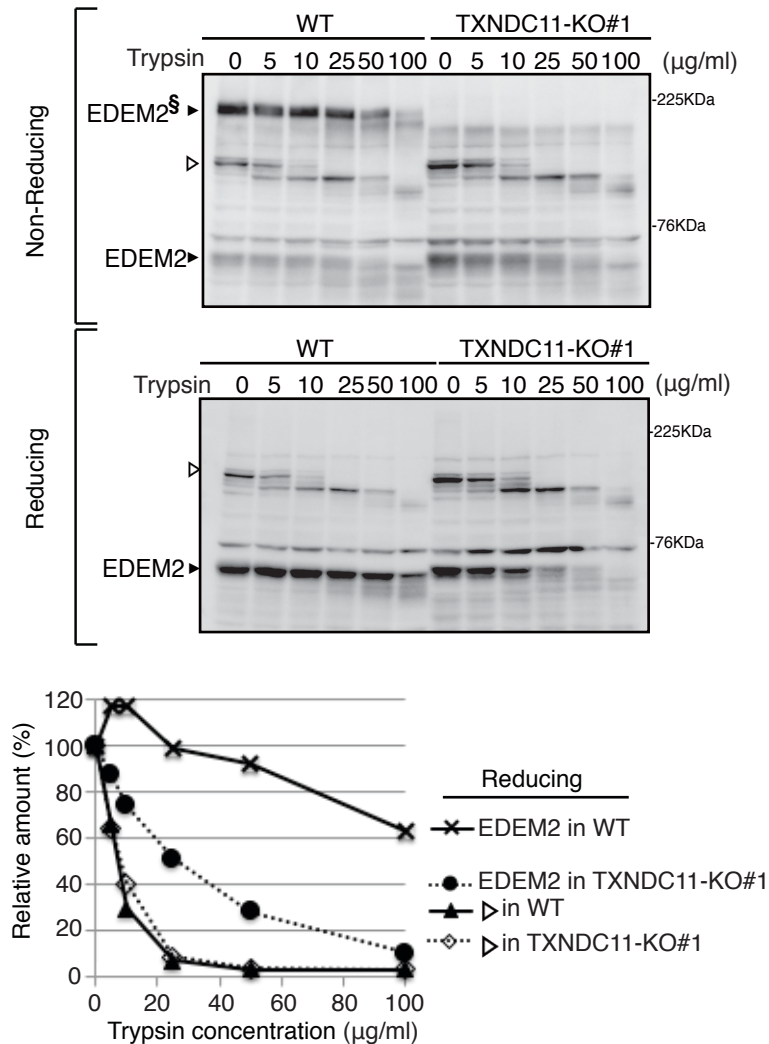 WT TXNDC11-KO#1
Trypsin 0 5 10 25 50 100 0 5 10 25 50 100 (μg/ml)
EDEM2§
-225KDa
-76KDa
EDEM2
Non-Reducing
WT TXNDC11-KO#1
Trypsin 0 5 10 25 50 100 0 5 10 25 50 100 (μg/ml)
-225KDa
-76KDa
EDEM2
Reducing
120
100
80
60
40
20
0
Relative amount (%)
0 20 40 60 80 100
Trypsin concentration (μg/ml)
Reducing
EDEM2 in WT
EDEM2 in TXNDC11-KO#1
in WT
in TXNDC11-KO#1